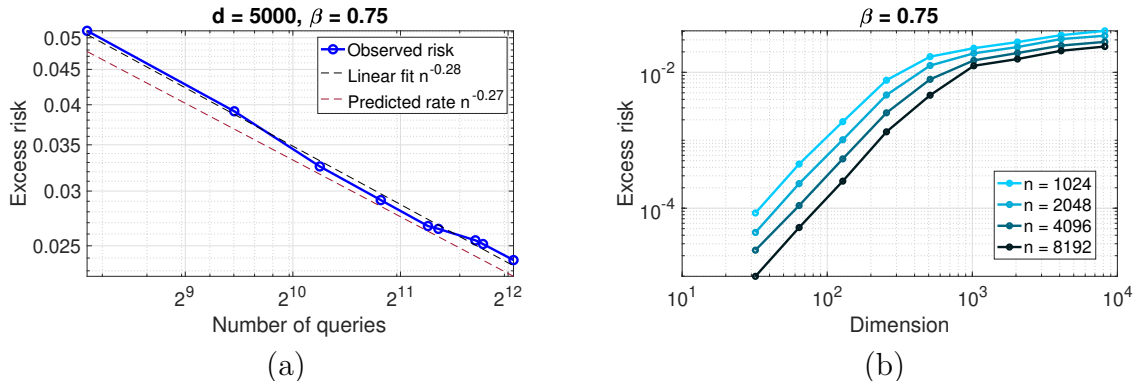 d = 5000, β = 0.75
Excess risk
0.05
0.045
0.04
0.035
0.03
0.025
Observed risk
Linear fit n^-0.28
Predicted rate n^-0.27
2^9
2^10
2^11
2^12
Number of queries
(a)
β = 0.75
Excess risk
10^-2
10^-4
n = 1024
n = 2048
n = 4096
n = 8192
10^1
10^2
10^3
10^4
Dimension
(b)